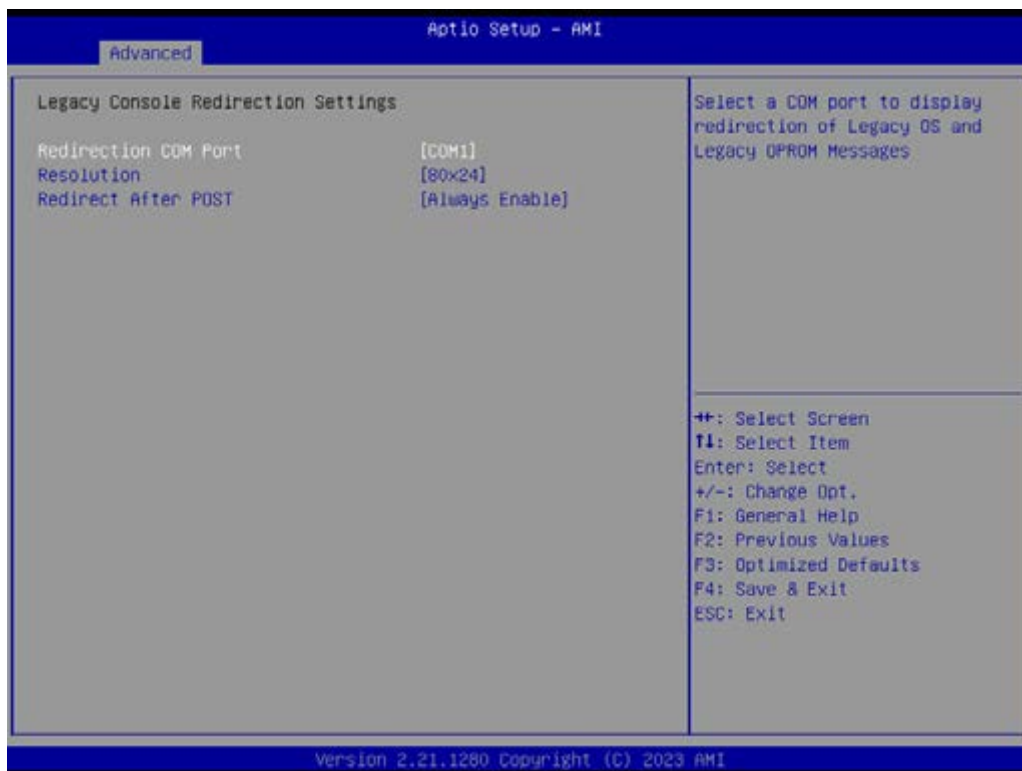 Aptio Setup - AMI
Advanced
Legacy Console Redirection Settings
Redirection COM Port [COM1]
Resolution [80x24]
Redirect After POST [Always Enable]
Select a COM port to display
redirection of Legacy OS and
Legacy OPROM Messages
→←: Select Screen
↑↓: Select Item
Enter: Select
+/-: Change Opt.
F1: General Help
F2: Previous Values
F3: Optimized Defaults
F4: Save & Exit
ESC: Exit
Version 2.21.1280 Copyright (C) 2023 AMI